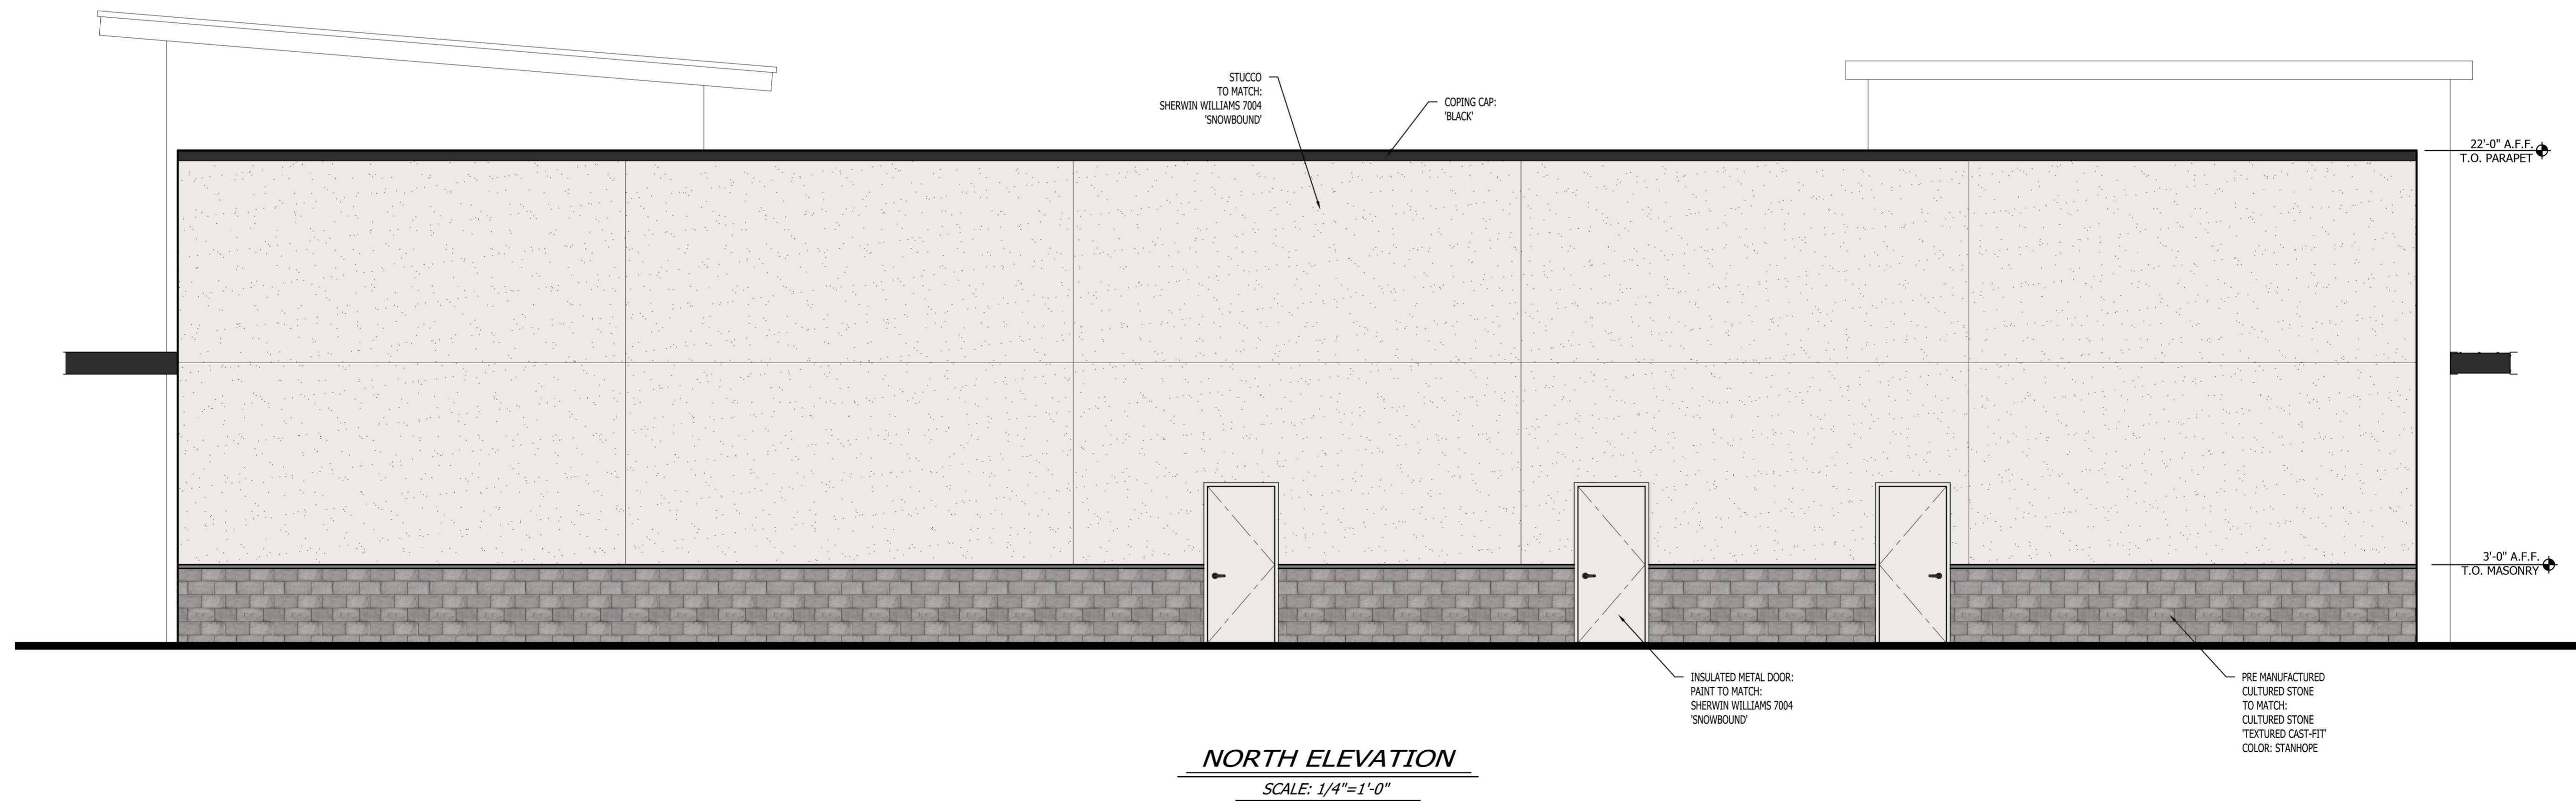 STUCCO
TO MATCH:
SHERWIN WILLIAMS 7004
'SNOWBOUND'
COPING CAP:
'BLACK'
22'-0" A.F.F.
T.O. PARAPET
3'-0" A.F.F.
T.O. MASONRY
INSULATED METAL DOOR:
PAINT TO MATCH:
SHERWIN WILLIAMS 7004
'SNOWBOUND'
PRE MANUFACTURED
CULTURED STONE
TO MATCH:
CULTURED STONE
'TEXTURED CAST-FIT'
COLOR: STANHOPE
NORTH ELEVATION
SCALE: 1/4"=1'-0"